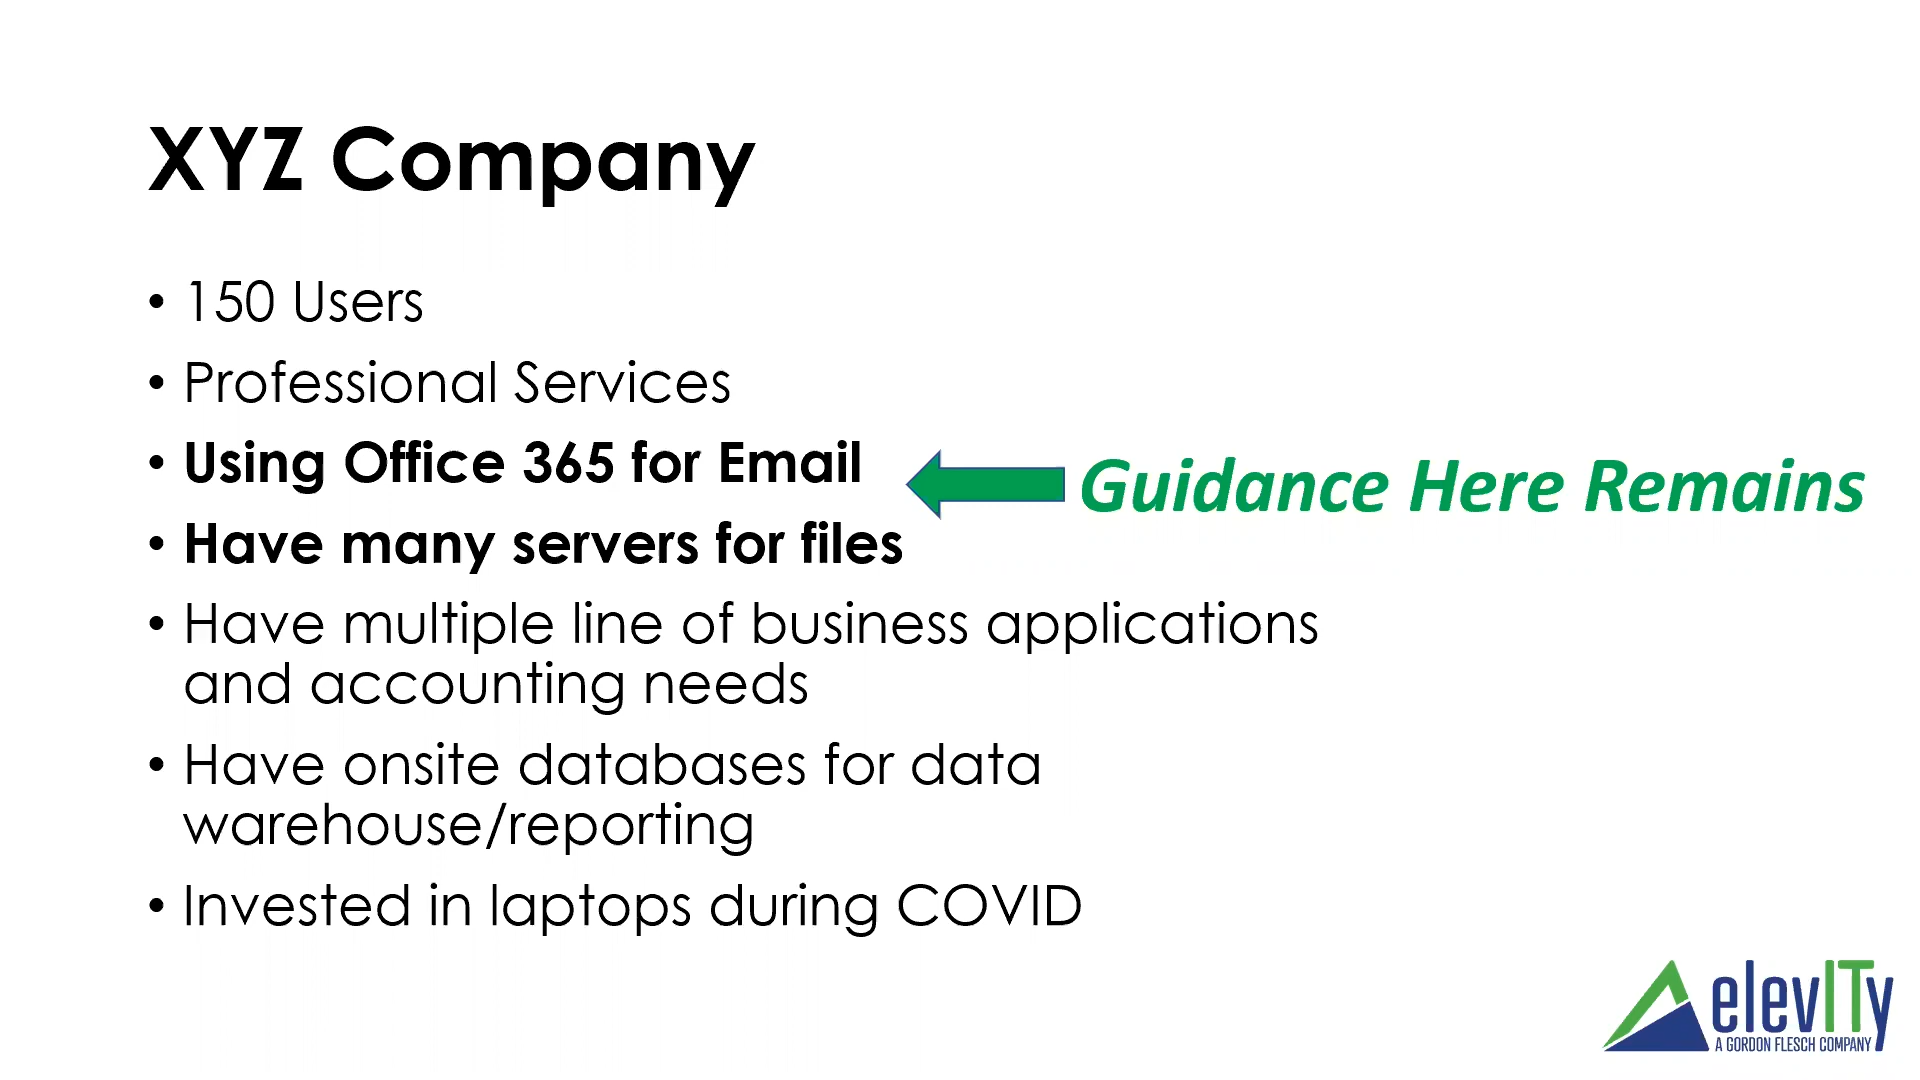 XYZ Company
• 150 Users
• Professional Services
• Using Office 365 for Email
Guidance Here Remains
• Have many servers for files
• Have multiple line of business applications
and accounting needs
• Have onsite databases for data
warehouse/reporting
• Invested in laptops during COVID
elevITy
A GORDON FLESCH COMPANY